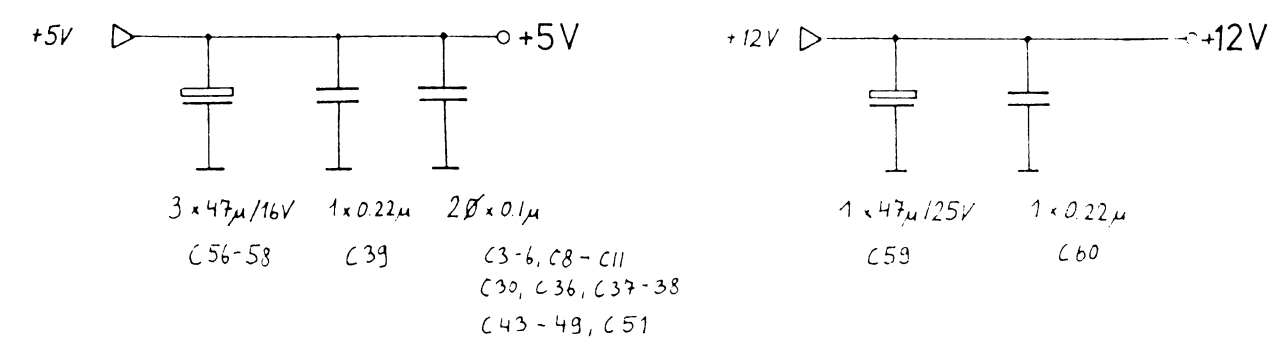 +5V +5V
3 x 47µ/16V 1 x 0.22µ 2Ø x 0.1µ
C56-58 C39 C3-6, C8-C11
C30, C36, C37-38
C43-49, C51
+12V +12V
1 x 47µ/25V 1 x 0.22µ
C59 C60